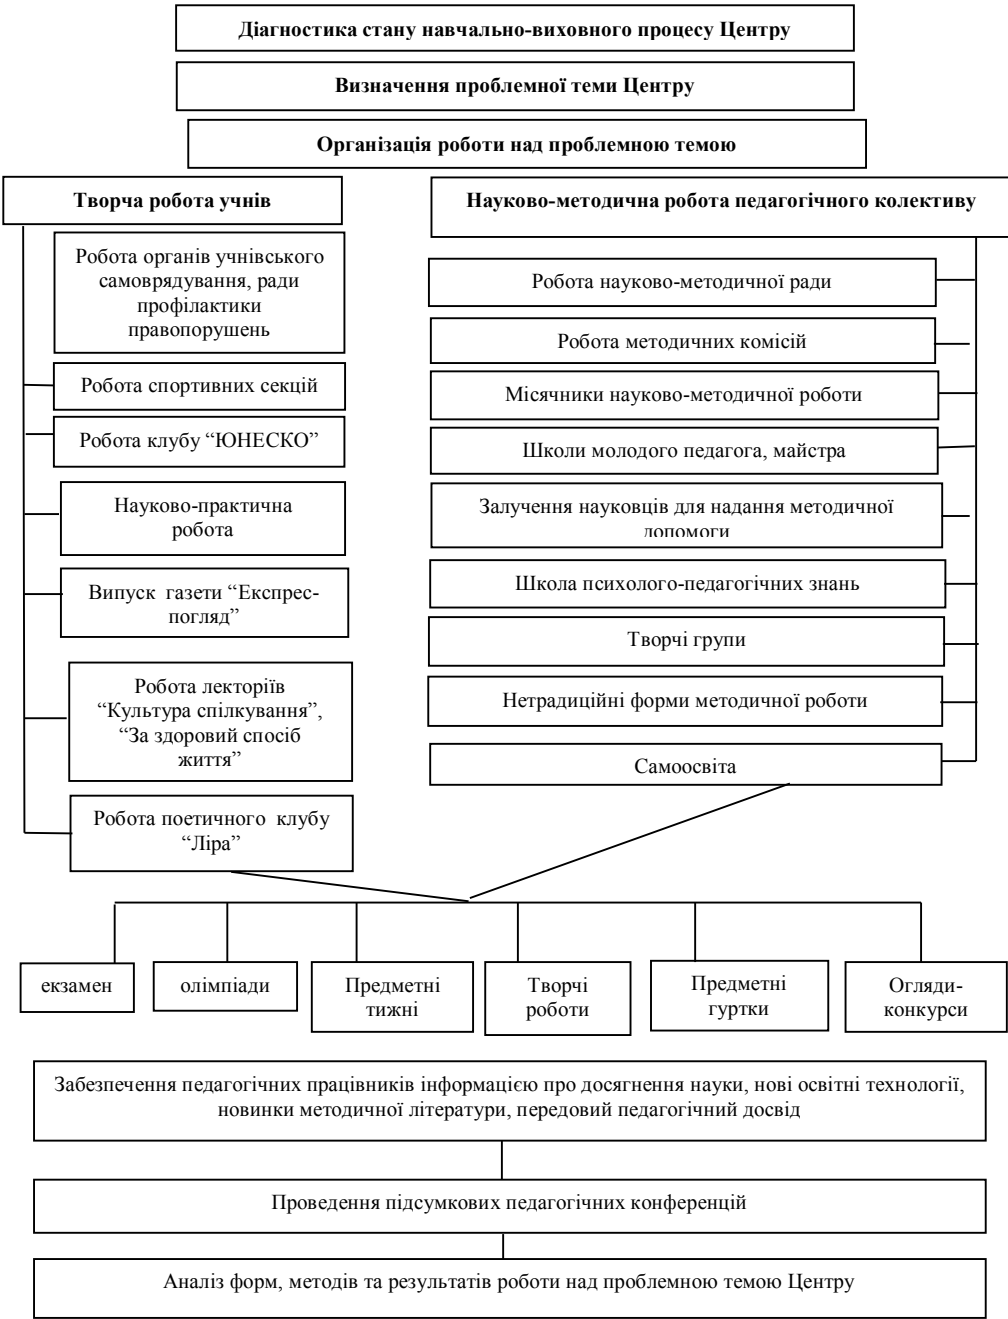 Діагностика стану навчально-виховного процесу Центру
Визначення проблемної теми Центру
Організація роботи над проблемною темою
Творча робота учнів
Робота органів учнівського
самоврядування, ради
профілактики
правопорушень
Робота спортивних секцій
Робота клубу “ЮНЕСКО”
Науково-практична
робота
Випуск газети “Експрес-
погляд”
Робота лекторіїв
“Культура спілкування”,
“За здоровий спосіб
життя”
Робота поетичного клубу
“Ліра”
Науково-методична робота педагогічного колективу
Робота науково-методичної ради
Робота методичних комісій
Місячники науково-методичної роботи
Школи молодого педагога, майстра
Залучення науковців для надання методичної
допомоги
Школа психолого-педагогічних знань
Творчі групи
Нетрадиційні форми методичної роботи
Самоосвіта
екзамен
олімпіади
Предметні
тижні
Творчі
роботи
Предметні
гуртки
Огляди-
конкурси
Забезпечення педагогічних працівників інформацією про досягнення науки, нові освітні технології,
новинки методичної літератури, передовий педагогічний досвід
Проведення підсумкових педагогічних конференцій
Аналіз форм, методів та результатів роботи над проблемною темою Центру